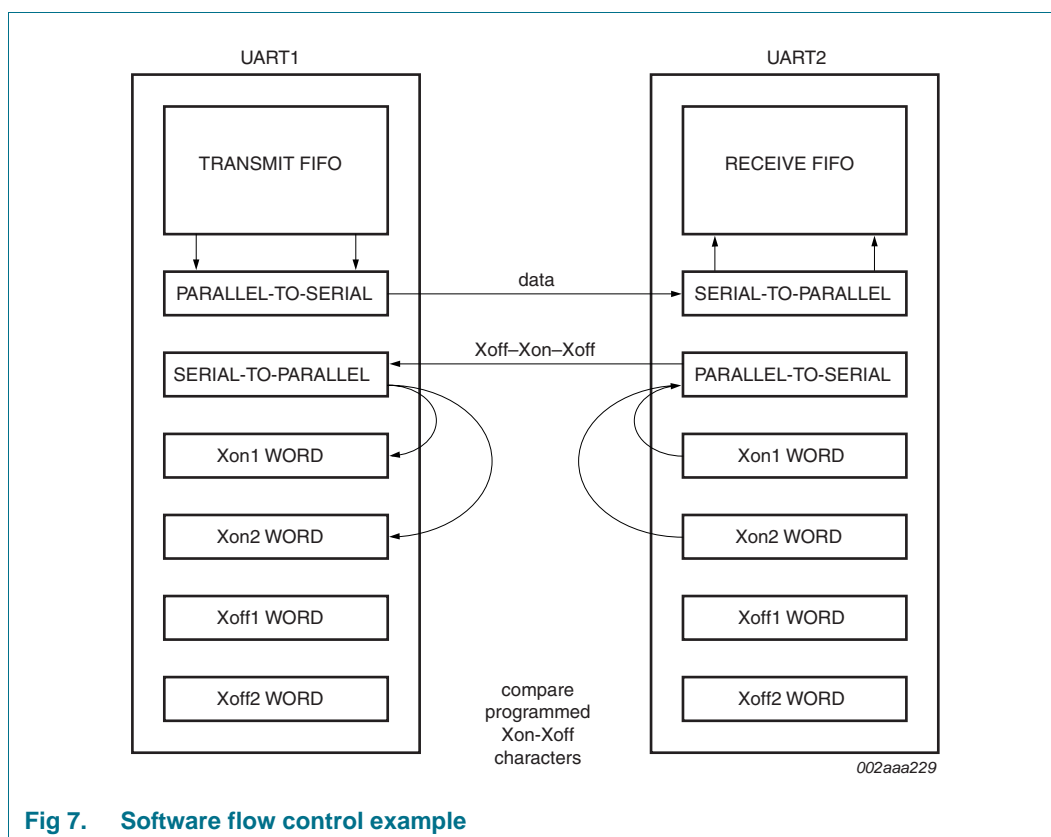 UART1
UART2
TRANSMIT FIFO
RECEIVE FIFO
PARALLEL-TO-SERIAL
data
SERIAL-TO-PARALLEL
Xoff–Xon–Xoff
SERIAL-TO-PARALLEL
PARALLEL-TO-SERIAL
Xon1 WORD
Xon1 WORD
Xon2 WORD
Xon2 WORD
Xoff1 WORD
Xoff1 WORD
Xoff2 WORD
Xoff2 WORD
compare
programmed
Xon-Xoff
characters
002aaa229
Fig 7. Software flow control example